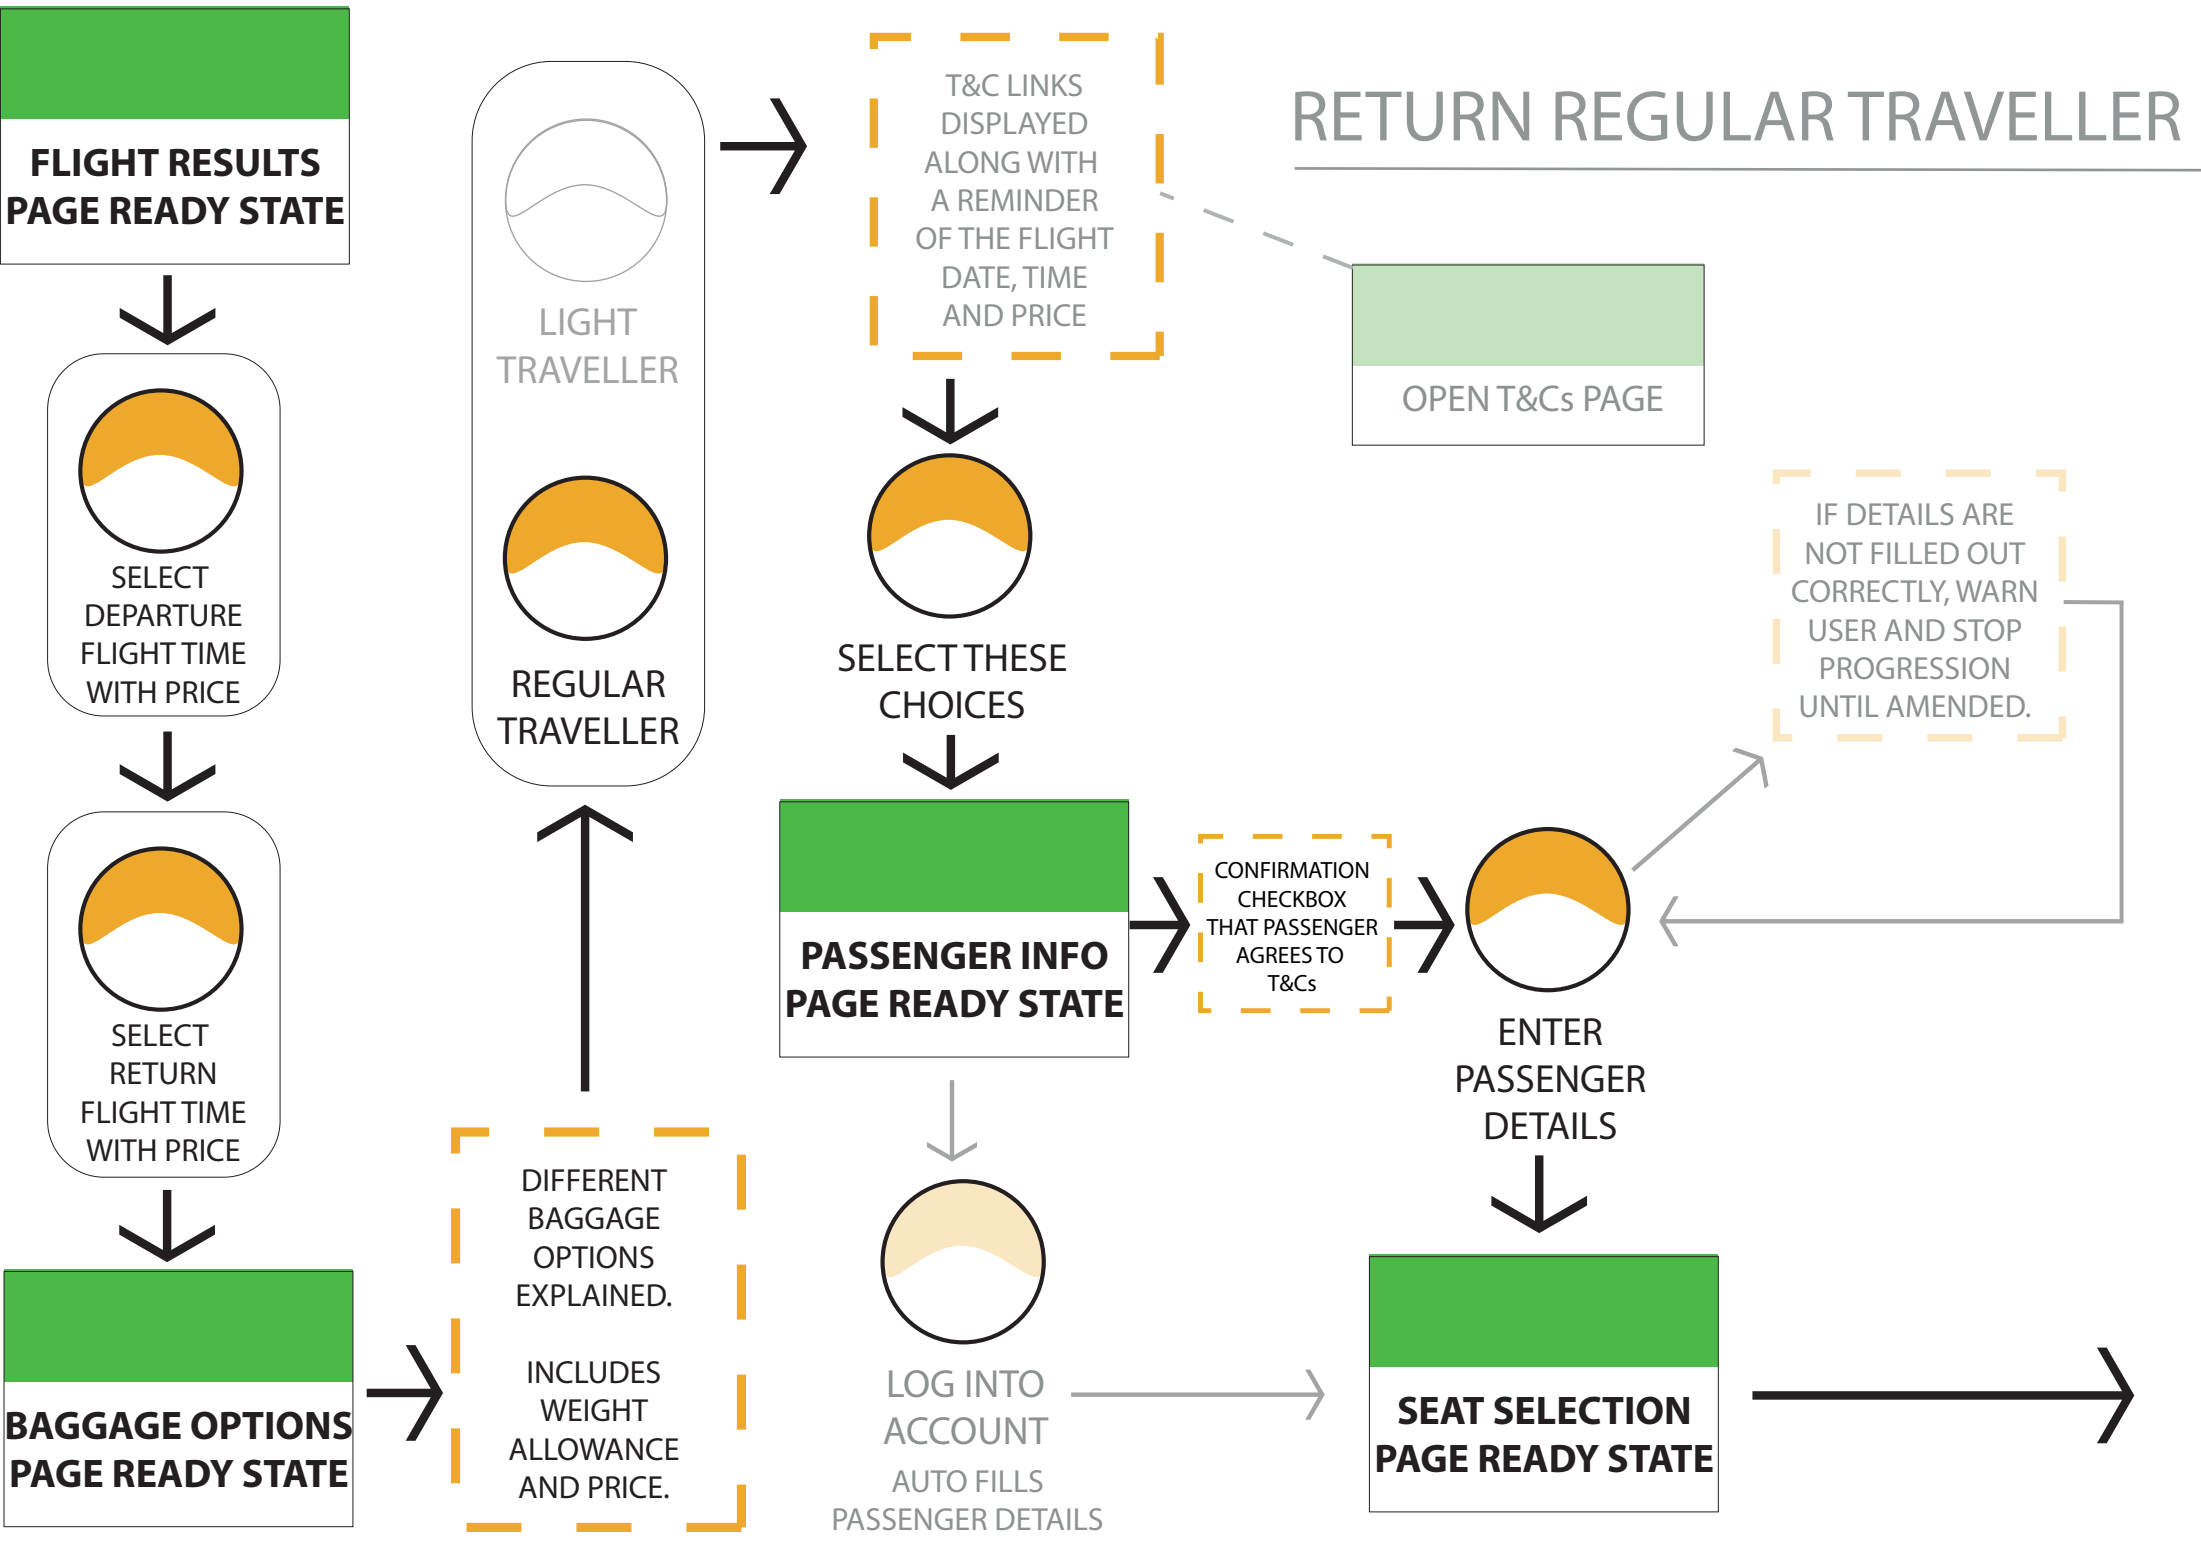 RETURN REGULAR TRAVELLER
FLIGHT RESULTS
PAGE READY STATE
SELECT
DEPARTURE
FLIGHT TIME
WITH PRICE
SELECT
RETURN
FLIGHT TIME
WITH PRICE
BAGGAGE OPTIONS
PAGE READY STATE
DIFFERENT
BAGGAGE
OPTIONS
EXPLAINED.
INCLUDES
WEIGHT
ALLOWANCE
AND PRICE.
LIGHT
TRAVELLER
REGULAR
TRAVELLER
T&C LINKS
DISPLAYED
ALONG WITH
A REMINDER
OF THE FLIGHT
DATE, TIME
AND PRICE
OPEN T&Cs PAGE
SELECT THESE
CHOICES
PASSENGER INFO
PAGE READY STATE
CONFIRMATION
CHECKBOX
THAT PASSENGER
AGREES TO
T&Cs
ENTER
PASSENGER
DETAILS
IF DETAILS ARE
NOT FILLED OUT
CORRECTLY, WARN
USER AND STOP
PROGRESSION
UNTIL AMENDED.
LOG INTO
ACCOUNT
AUTO FILLS
PASSENGER DETAILS
SEAT SELECTION
PAGE READY STATE